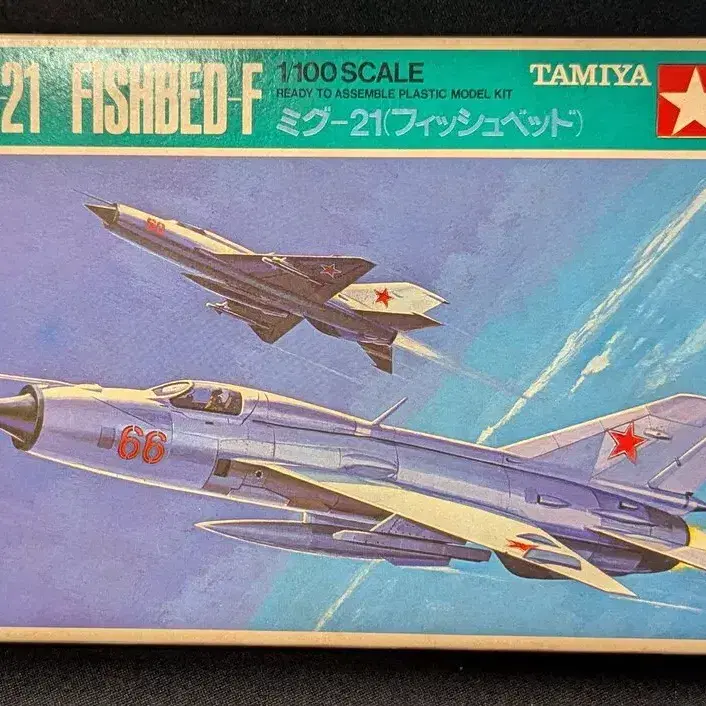 -21 FISHBED-F
1/100 SCALE
READY TO ASSEMBLE PLASTIC MODEL KIT
ミグ-21(フィッシュベッド)
TAMIYA
66